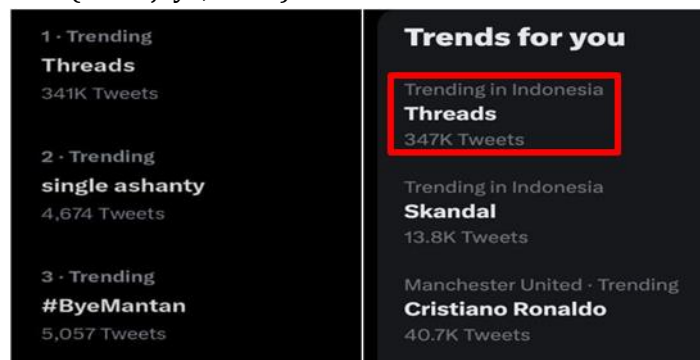 1 · Trending
Threads
341K Tweets
2 · Trending
single ashanty
4,674 Tweets
3 · Trending
#ByeMantan
5,057 Tweets
Trends for you
Trending in Indonesia
Threads
347K Tweets
Trending in Indonesia
Skandal
13.8K Tweets
Manchester United · Trending
Cristiano Ronaldo
40.7K Tweets